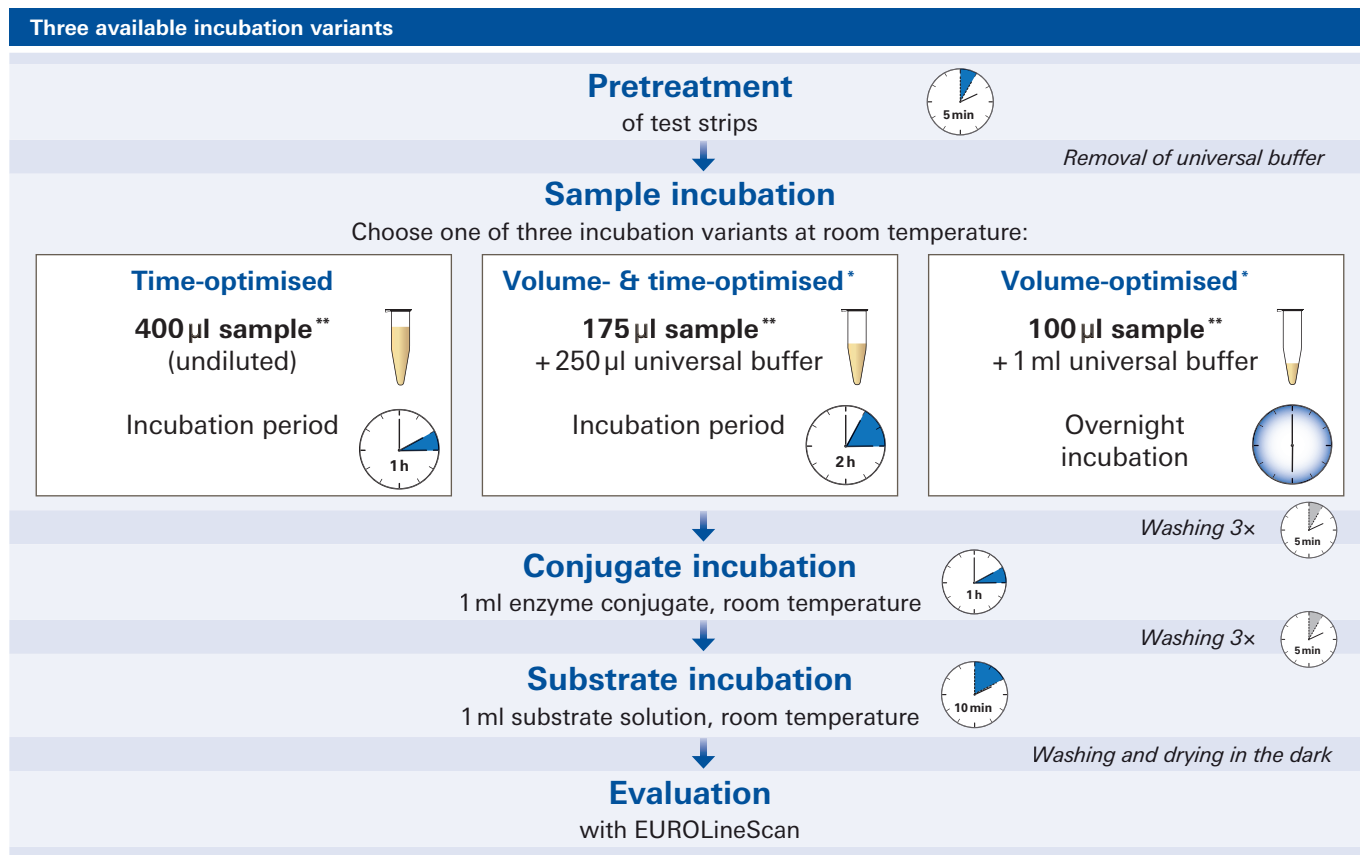 Three available incubation variants
Pretreatment
of test strips
5 min
Removal of universal buffer
Sample incubation
Choose one of three incubation variants at room temperature:
Time-optimised
400 µl sample**
(undiluted)
Incubation period
1 h
Volume- & time-optimised*
175 µl sample**
+ 250 µl universal buffer
Incubation period
2 h
Volume-optimised*
100 µl sample**
+ 1 ml universal buffer
Overnight
incubation
Washing 3×
5 min
Conjugate incubation
1 ml enzyme conjugate, room temperature
1 h
Washing 3×
5 min
Substrate incubation
1 ml substrate solution, room temperature
10 min
Washing and drying in the dark
Evaluation
with EUROLineScan